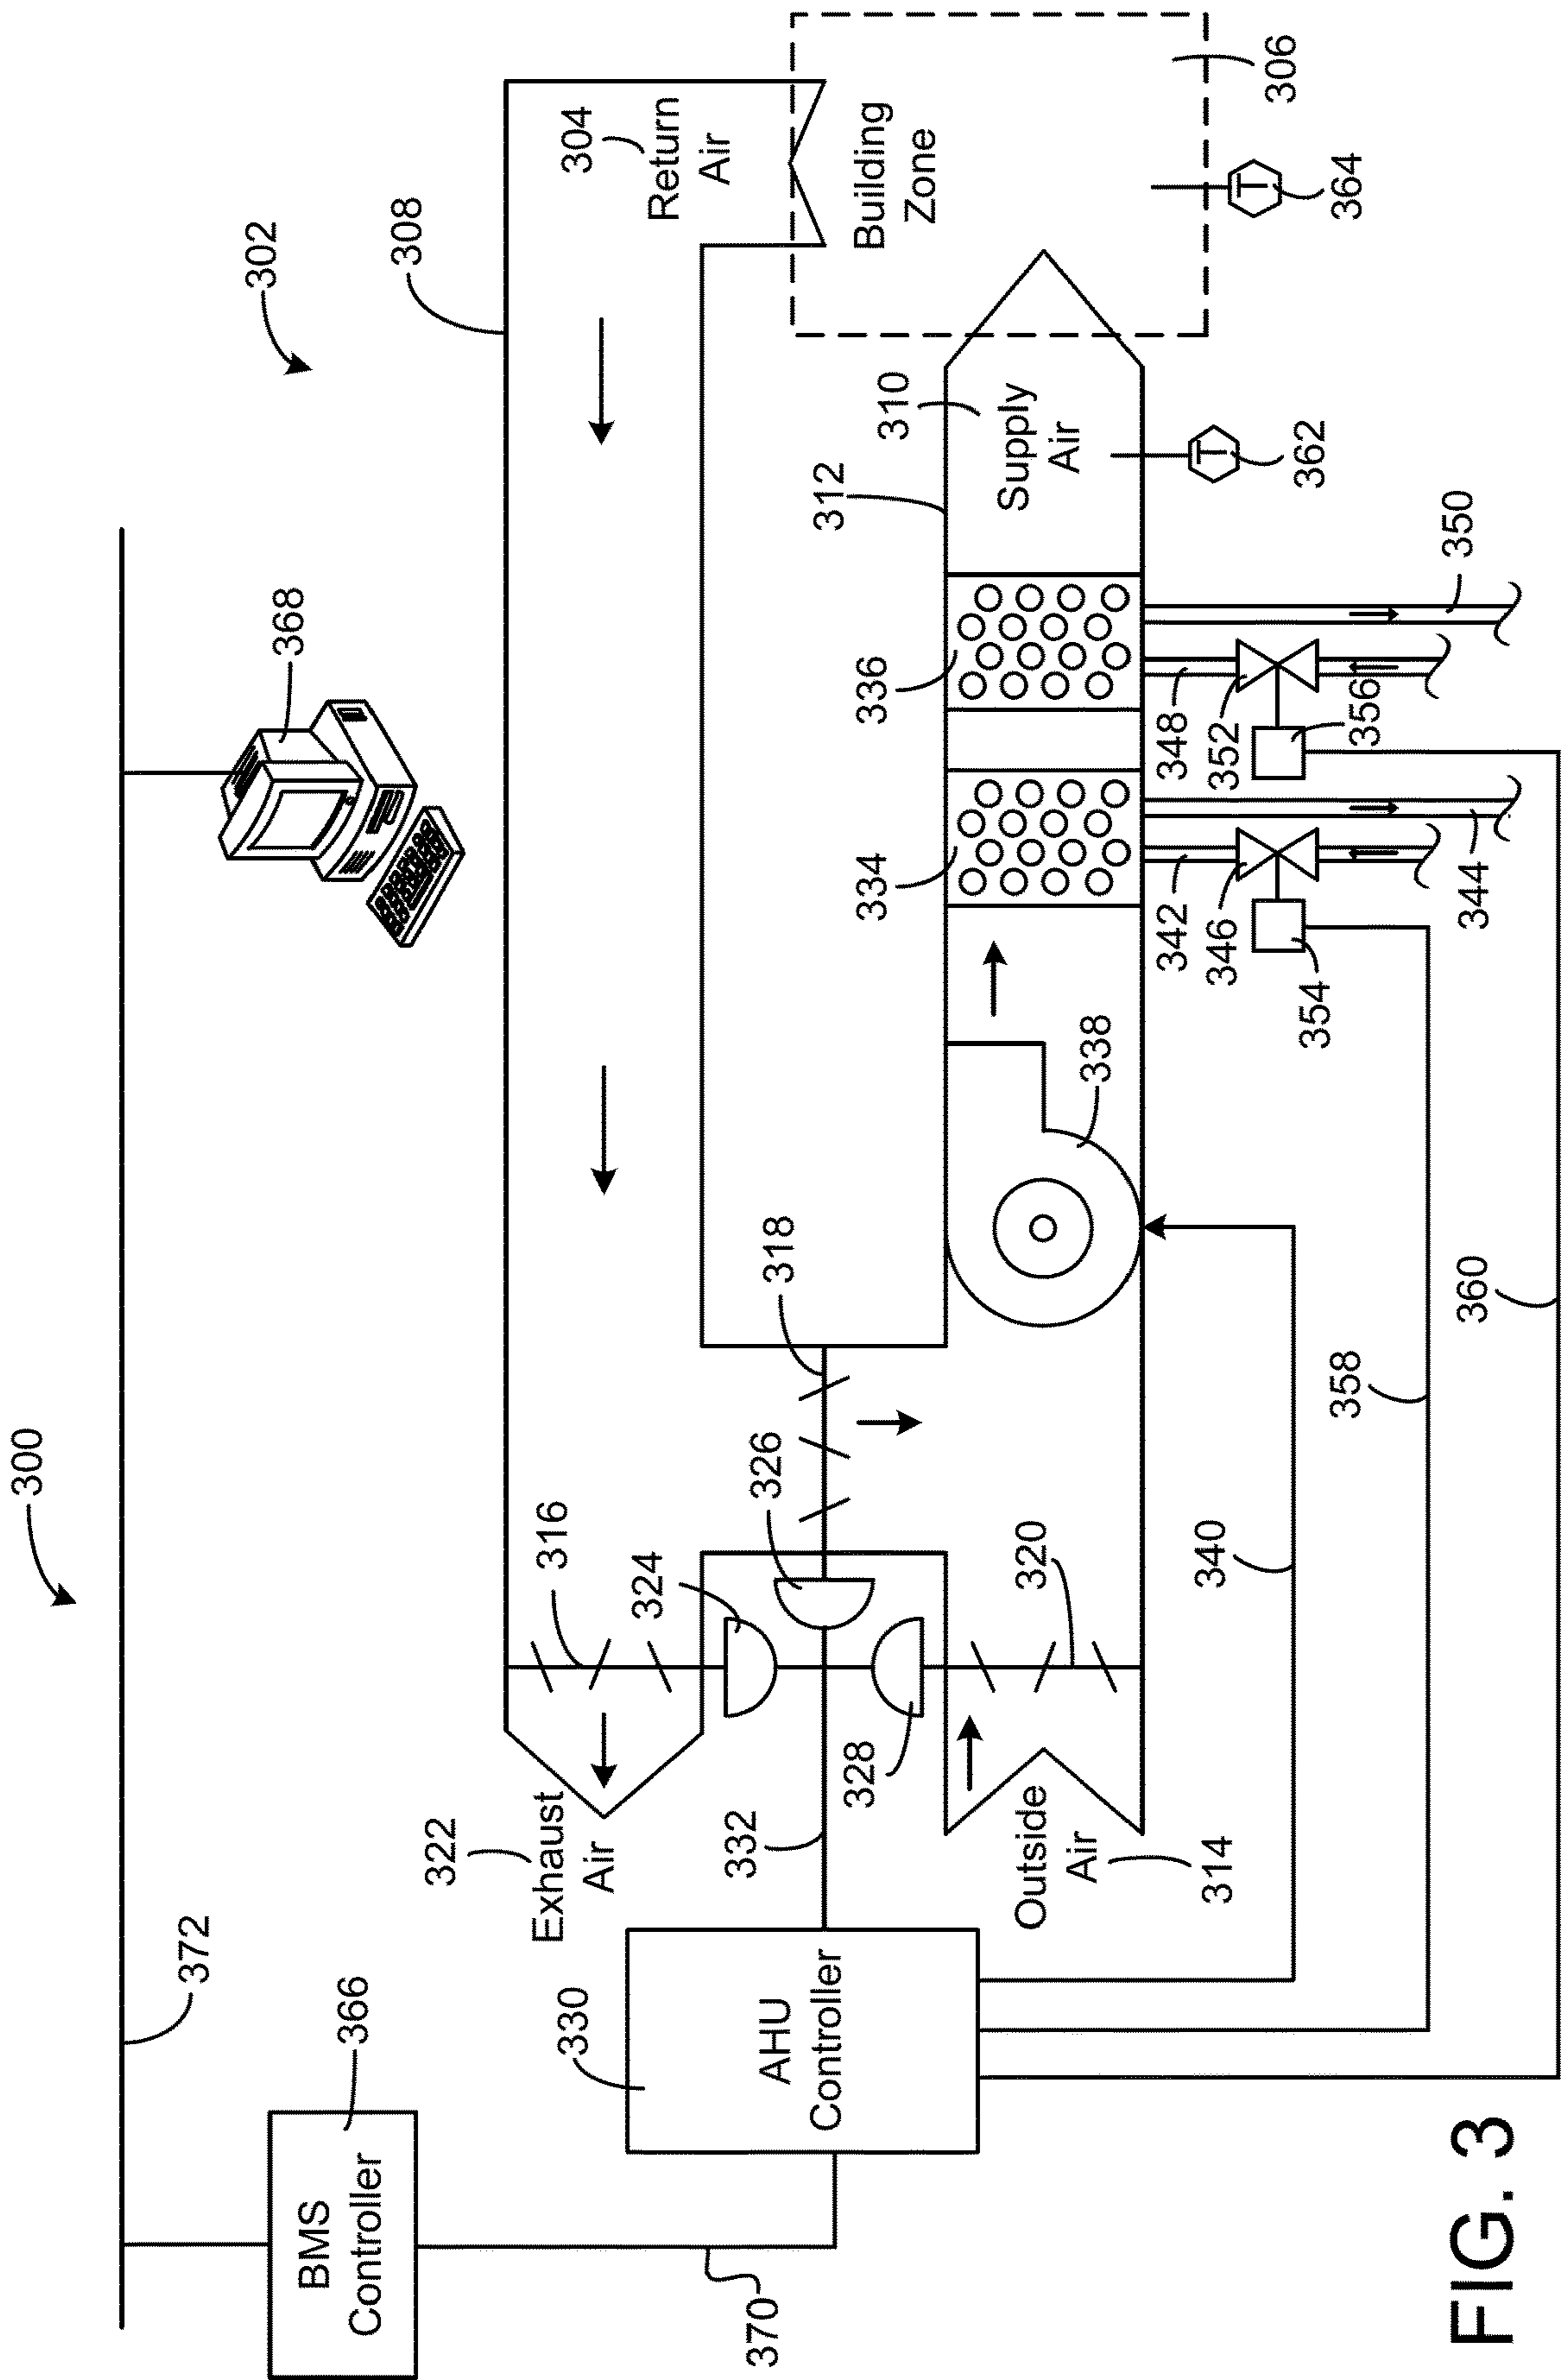 300
372
366
BMS
Controller
370
368
302
308
304
Return
Air
Building
Zone
306
364
T
316
324
326
318
322
Exhaust
Air
332
328
320
Outside
Air
314
330
AHU
Controller
338
334
336
312
310
Supply
Air
362
T
342
346
354
344
348
352
356
350
340
358
360
FIG. 3